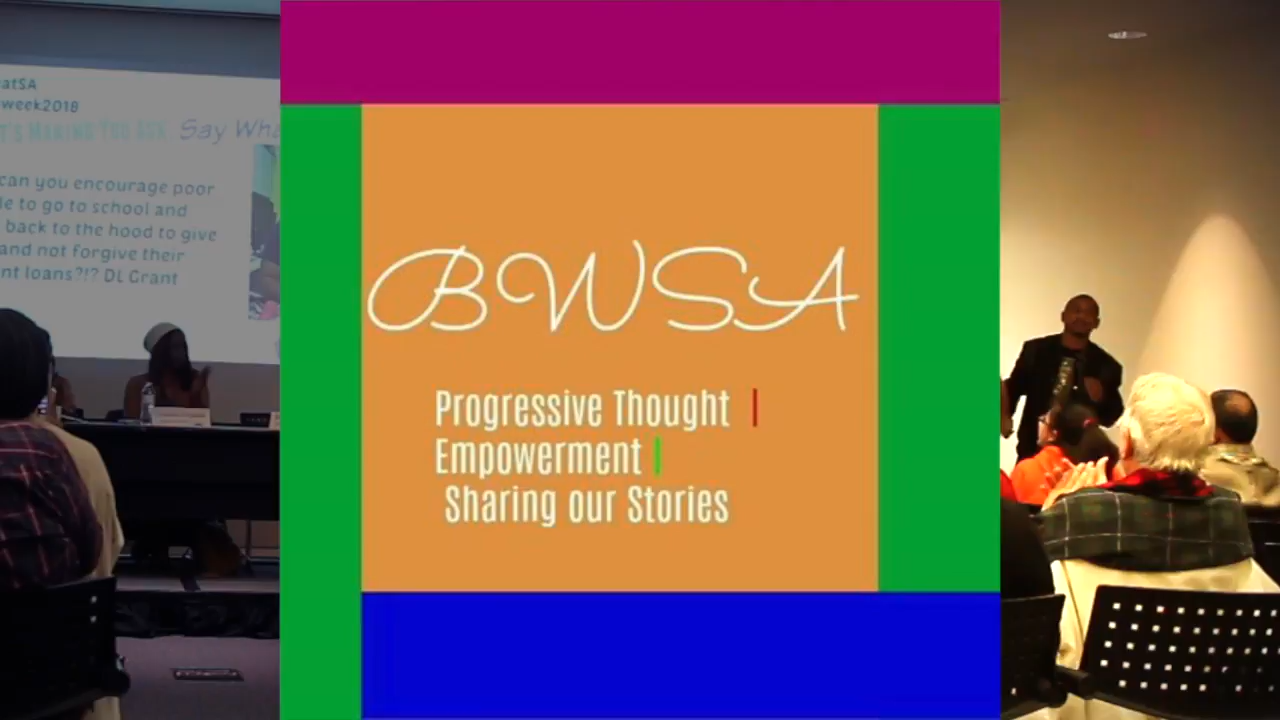 atSA
week2018
Say Wha
can you encourage poor
le to go to school and
back to the hood to give
and not forgive their
nt loans?!? DL Grant
BWSA
Progressive Thought |
Empowerment |
Sharing our Stories